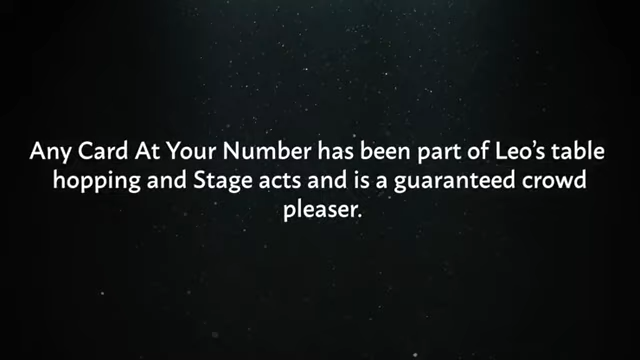 Any Card At Your Number has been part of Leo’s table
hopping and Stage acts and is a guaranteed crowd
pleaser.